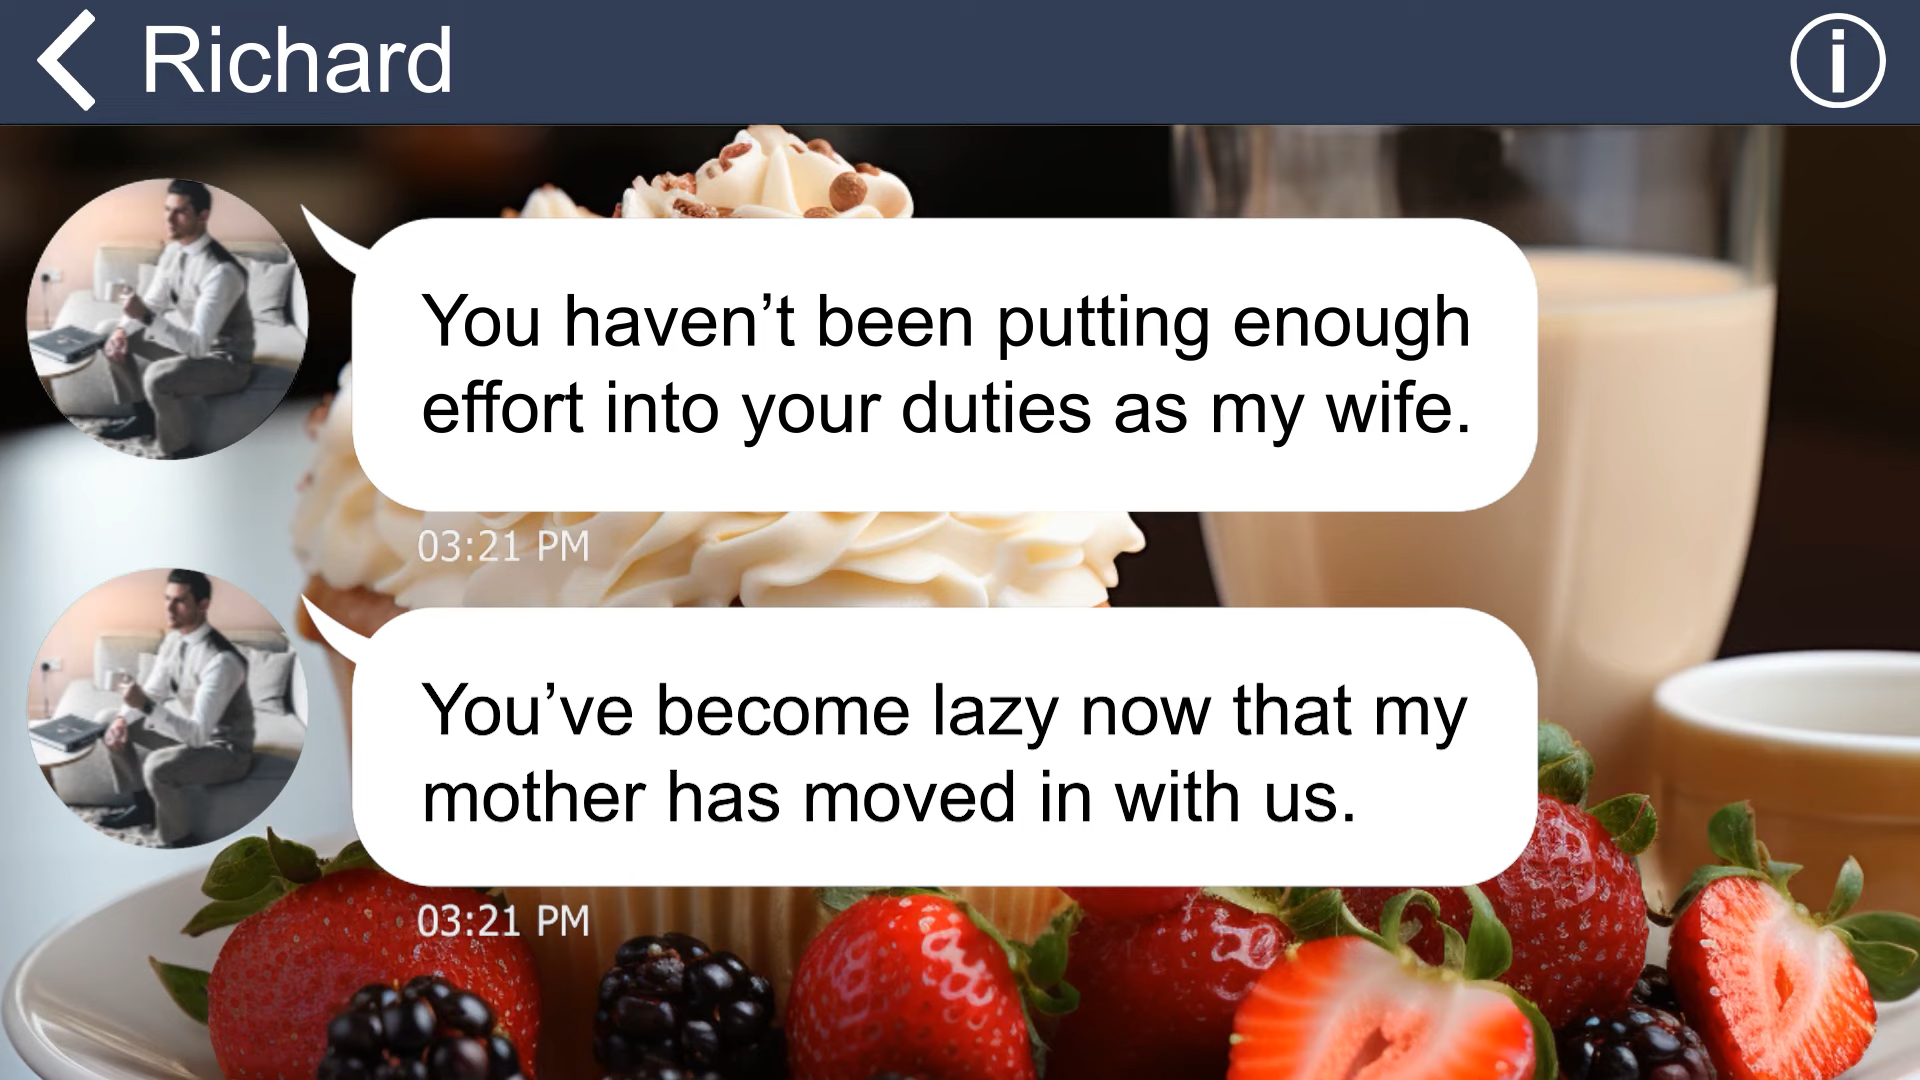 Richard
You haven’t been putting enough
effort into your duties as my wife.
03:21 PM
You’ve become lazy now that my
mother has moved in with us.
03:21 PM